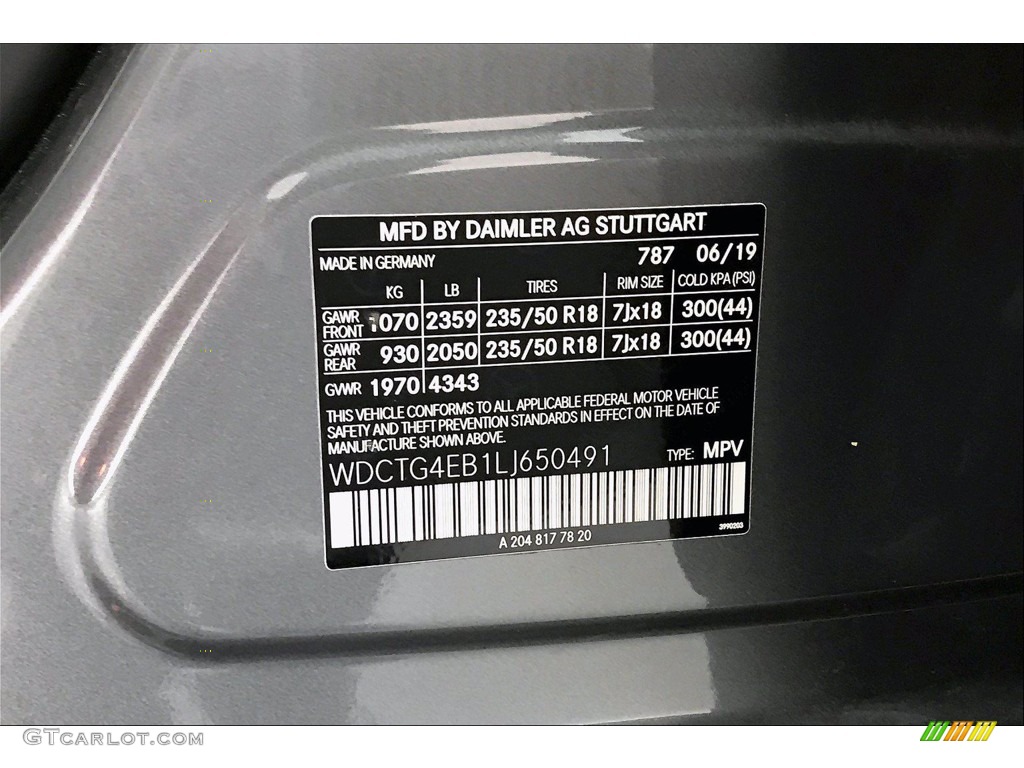 MFD BY DAIMLER AG STUTTGART
MADE IN GERMANY 787 06/19
KG LB TIRES RIM SIZE COLD KPA (PSI)
GAWR FRONT 1070 2359 235/50 R18 7Jx18 300(44)
GAWR REAR 930 2050 235/50 R18 7Jx18 300(44)
GVWR 1970 4343
THIS VEHICLE CONFORMS TO ALL APPLICABLE FEDERAL MOTOR VEHICLE
SAFETY AND THEFT PREVENTION STANDARDS IN EFFECT ON THE DATE OF
MANUFACTURE SHOWN ABOVE.
WDCTG4EB1LJ650491 TYPE: MPV
3990203
A 204 817 78 20
GTCARLOT.COM